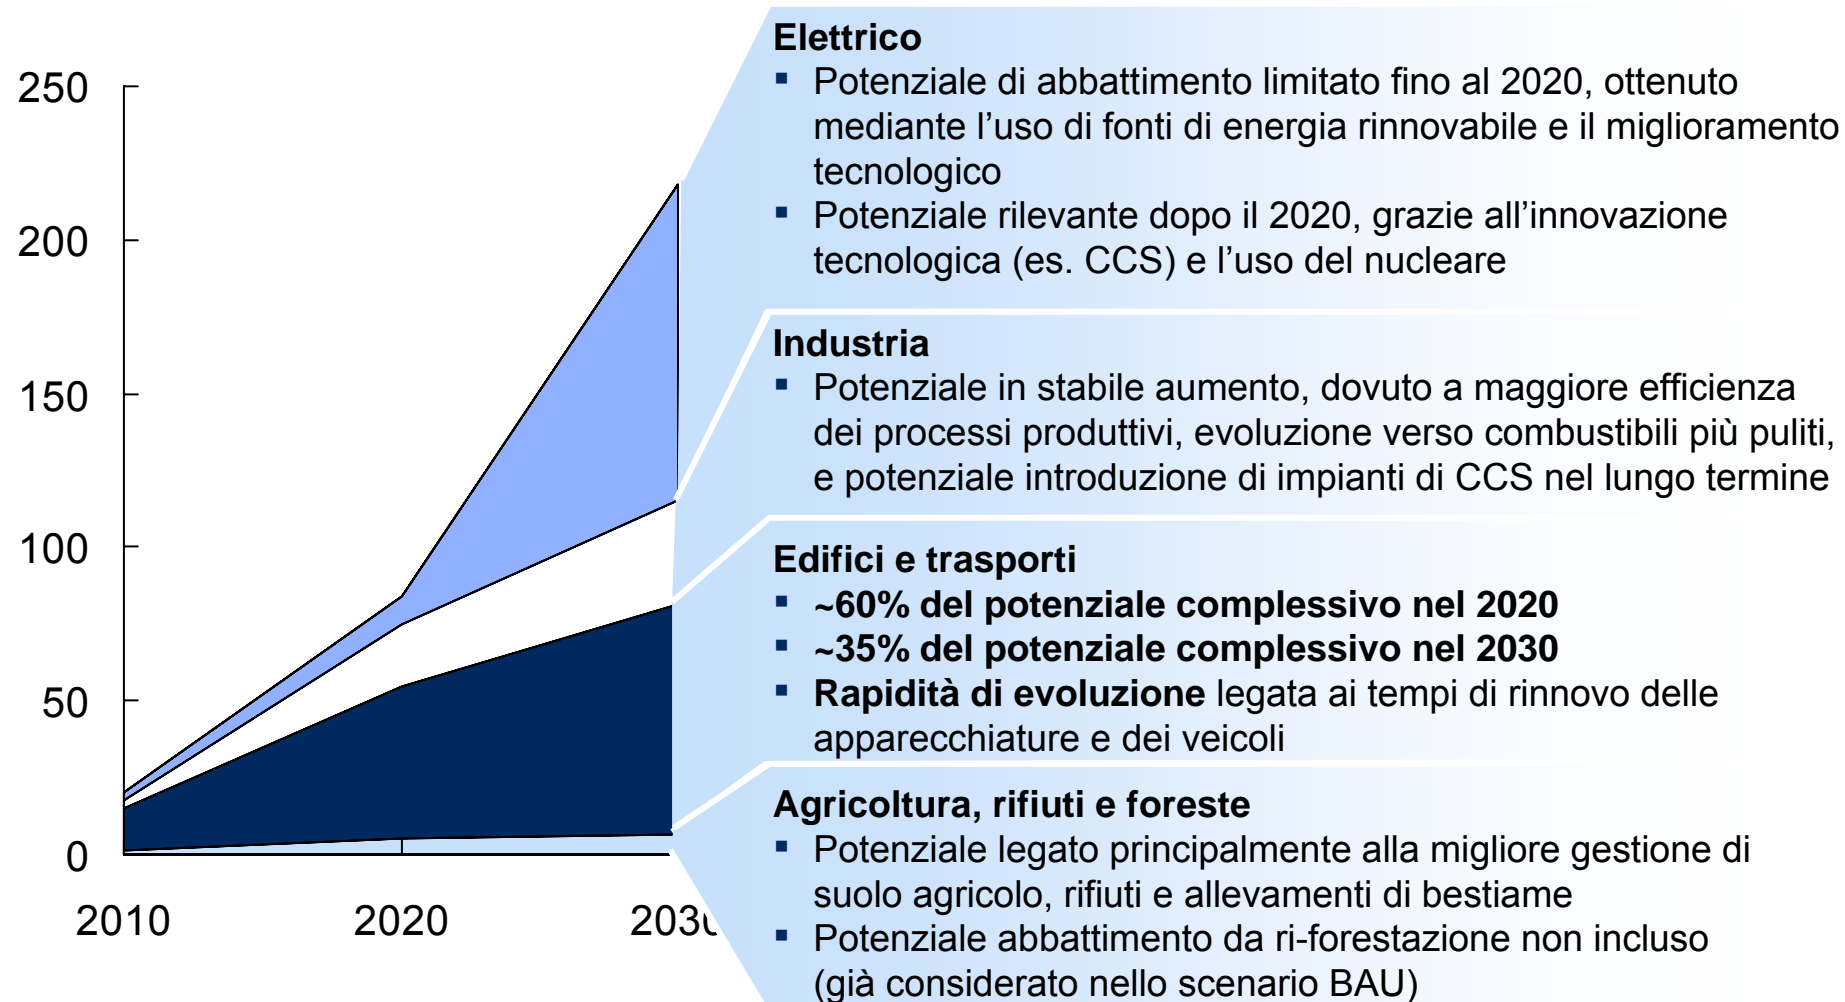 250
200
150
100
50
0
2010
2020
Elettrico
▪ Potenziale di abbattimento limitato fino al 2020, ottenuto
mediante l’uso di fonti di energia rinnovabile e il miglioramento
tecnologico
▪ Potenziale rilevante dopo il 2020, grazie all’innovazione
tecnologica (es. CCS) e l’uso del nucleare
Industria
▪ Potenziale in stabile aumento, dovuto a maggiore efficienza
dei processi produttivi, evoluzione verso combustibili più puliti,
e potenziale introduzione di impianti di CCS nel lungo termine
Edifici e trasporti
▪ ~60% del potenziale complessivo nel 2020
▪ ~35% del potenziale complessivo nel 2030
▪ Rapidità di evoluzione legata ai tempi di rinnovo delle
apparecchiature e dei veicoli
Agricoltura, rifiuti e foreste
▪ Potenziale legato principalmente alla migliore gestione di
suolo agricolo, rifiuti e allevamenti di bestiame
▪ Potenziale abbattimento da ri-forestazione non incluso
(già considerato nello scenario BAU)